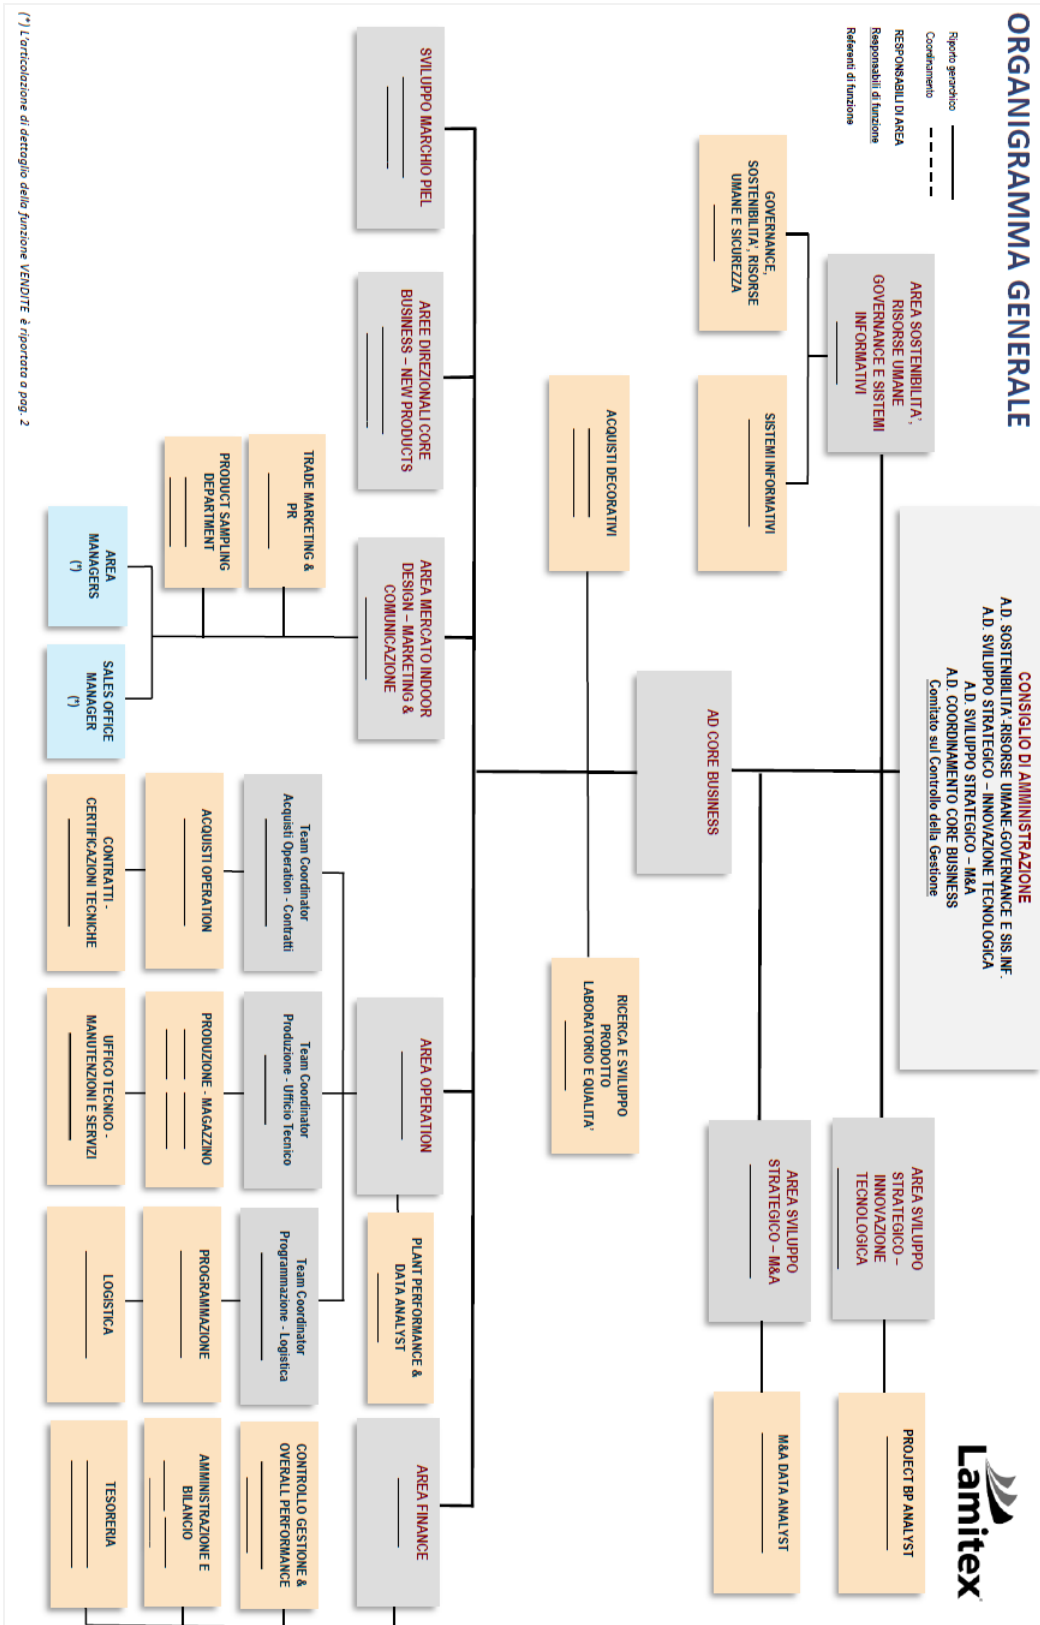 ORGANIGRAMMA GENERALE
Riporto gerarchico
Coordinamento
RESPONSABILI DI AREA
Responsabili di funzione
Referenti di funzione
Lamitex
CONSIGLIO DI AMMINISTRAZIONE
A.D. SOSTENIBILITA'-RISORSE UMANE-GOVERNANCE E SIS.INF.
A.D. SVILUPPO STRATEGICO – INNOVAZIONE TECNOLOGICA
A.D. SVILUPPO STRATEGICO – M&A
A.D. COORDINAMENTO CORE BUSINESS
Comitato sul Controllo della Gestione
AREA SOSTENIBILITA',
RISORSE UMANE
GOVERNANCE E SISTEMI
INFORMATIVI
AREA SVILUPPO
STRATEGICO –
INNOVAZIONE
TECNOLOGICA
PROJECT BP ANALYST
GOVERNANCE,
SOSTENIBILITA', RISORSE
UMANE E SICUREZZA
SISTEMI INFORMATIVI
AREA SVILUPPO
STRATEGICO – M&A
M&A DATA ANALYST
AD CORE BUSINESS
ACQUISTI DECORATIVI
RICERCA E SVILUPPO
PRODOTTO
LABORATORIO E QUALITA'
SVILUPPO MARCHIO PIEL
AREE DIREZIONALI CORE
BUSINESS – NEW PRODUCTS
AREA MERCATO INDOOR
DESIGN – MARKETING &
COMUNICAZIONE
AREA OPERATION
PLANT PERFORMANCE &
DATA ANALYST
AREA FINANCE
TRADE MARKETING &
PR
PRODUCT SAMPLING
DEPARTMENT
AREA
MANAGERS
(*)
SALES OFFICE
MANAGER
(*)
Team Coordinator
Acquisti Operation - Contratti
Team Coordinator
Produzione - Ufficio Tecnico
Team Coordinator
Programmazione - Logistica
CONTROLLO GESTIONE &
OVERALL PERFORMANCE
ACQUISTI OPERATION
PRODUZIONE - MAGAZZINO
PROGRAMMAZIONE
AMMINISTRAZIONE E
BILANCIO
CONTRATTI -
CERTIFICAZIONI TECNICHE
UFFICO TECNICO -
MANUTENZIONI E SERVIZI
LOGISTICA
TESORERIA
(*) L'articolazione di dettaglio della funzione VENDITE è riportata a pag. 2